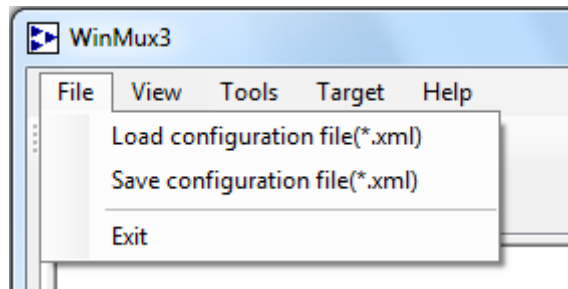 WinMux3
File View Tools Target Help
Load configuration file(*.xml)
Save configuration file(*.xml)
Exit